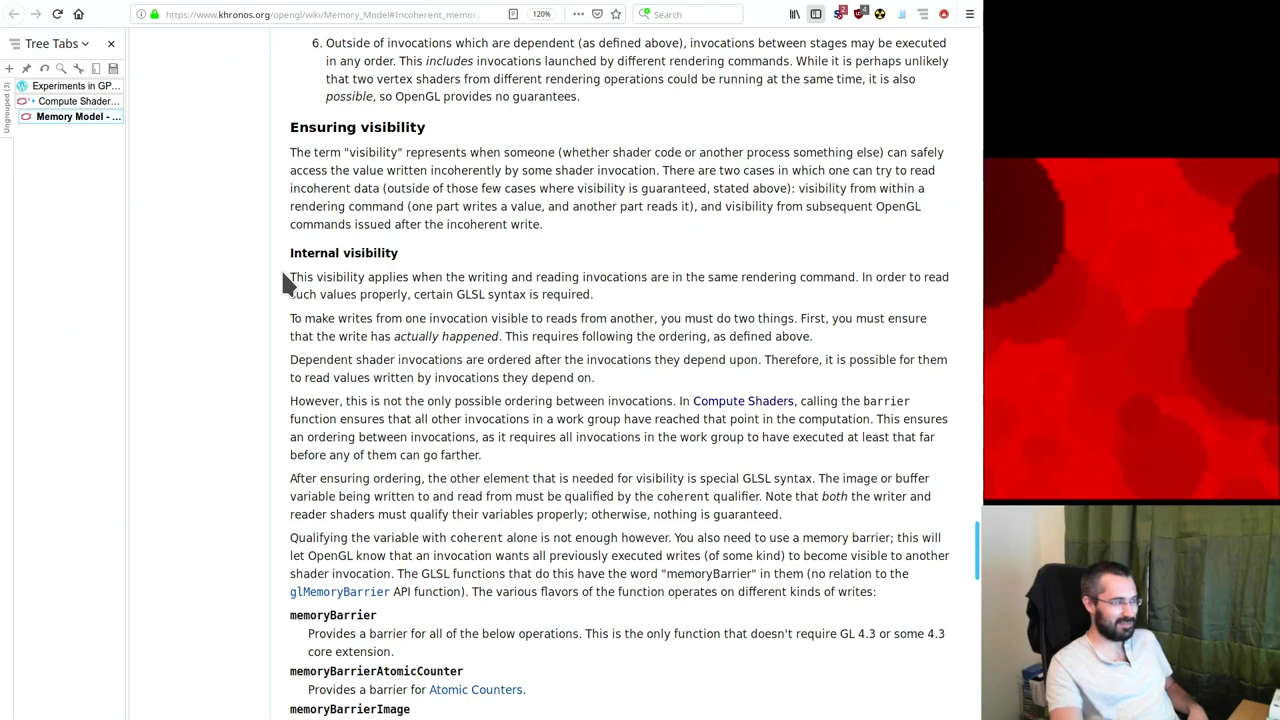 https://www.khronos.org/opengl/wiki/Memory_Model#Incoherent_memory
120%
Search
2
4
Tree Tabs
Ungrouped (3)
Experiments in GP...
Compute Shader...
Memory Model - ...
6. Outside of invocations which are dependent (as defined above), invocations between stages may be executed
in any order. This includes invocations launched by different rendering commands. While it is perhaps unlikely
that two vertex shaders from different rendering operations could be running at the same time, it is also
possible, so OpenGL provides no guarantees.
Ensuring visibility
The term "visibility" represents when someone (whether shader code or another process something else) can safely
access the value written incoherently by some shader invocation. There are two cases in which one can try to read
incoherent data (outside of those few cases where visibility is guaranteed, stated above): visibility from within a
rendering command (one part writes a value, and another part reads it), and visibility from subsequent OpenGL
commands issued after the incoherent write.
Internal visibility
This visibility applies when the writing and reading invocations are in the same rendering command. In order to read
such values properly, certain GLSL syntax is required.
To make writes from one invocation visible to reads from another, you must do two things. First, you must ensure
that the write has actually happened. This requires following the ordering, as defined above.
Dependent shader invocations are ordered after the invocations they depend upon. Therefore, it is possible for them
to read values written by invocations they depend on.
However, this is not the only possible ordering between invocations. In Compute Shaders, calling the barrier
function ensures that all other invocations in a work group have reached that point in the computation. This ensures
an ordering between invocations, as it requires all invocations in the work group to have executed at least that far
before any of them can go farther.
After ensuring ordering, the other element that is needed for visibility is special GLSL syntax. The image or buffer
variable being written to and read from must be qualified by the coherent qualifier. Note that both the writer and
reader shaders must qualify their variables properly; otherwise, nothing is guaranteed.
Qualifying the variable with coherent alone is not enough however. You also need to use a memory barrier; this will
let OpenGL know that an invocation wants all previously executed writes (of some kind) to become visible to another
shader invocation. The GLSL functions that do this have the word "memoryBarrier" in them (no relation to the
glMemoryBarrier API function). The various flavors of the function operates on different kinds of writes:
memoryBarrier
Provides a barrier for all of the below operations. This is the only function that doesn't require GL 4.3 or some 4.3
core extension.
memoryBarrierAtomicCounter
Provides a barrier for Atomic Counters.
memoryBarrierImage